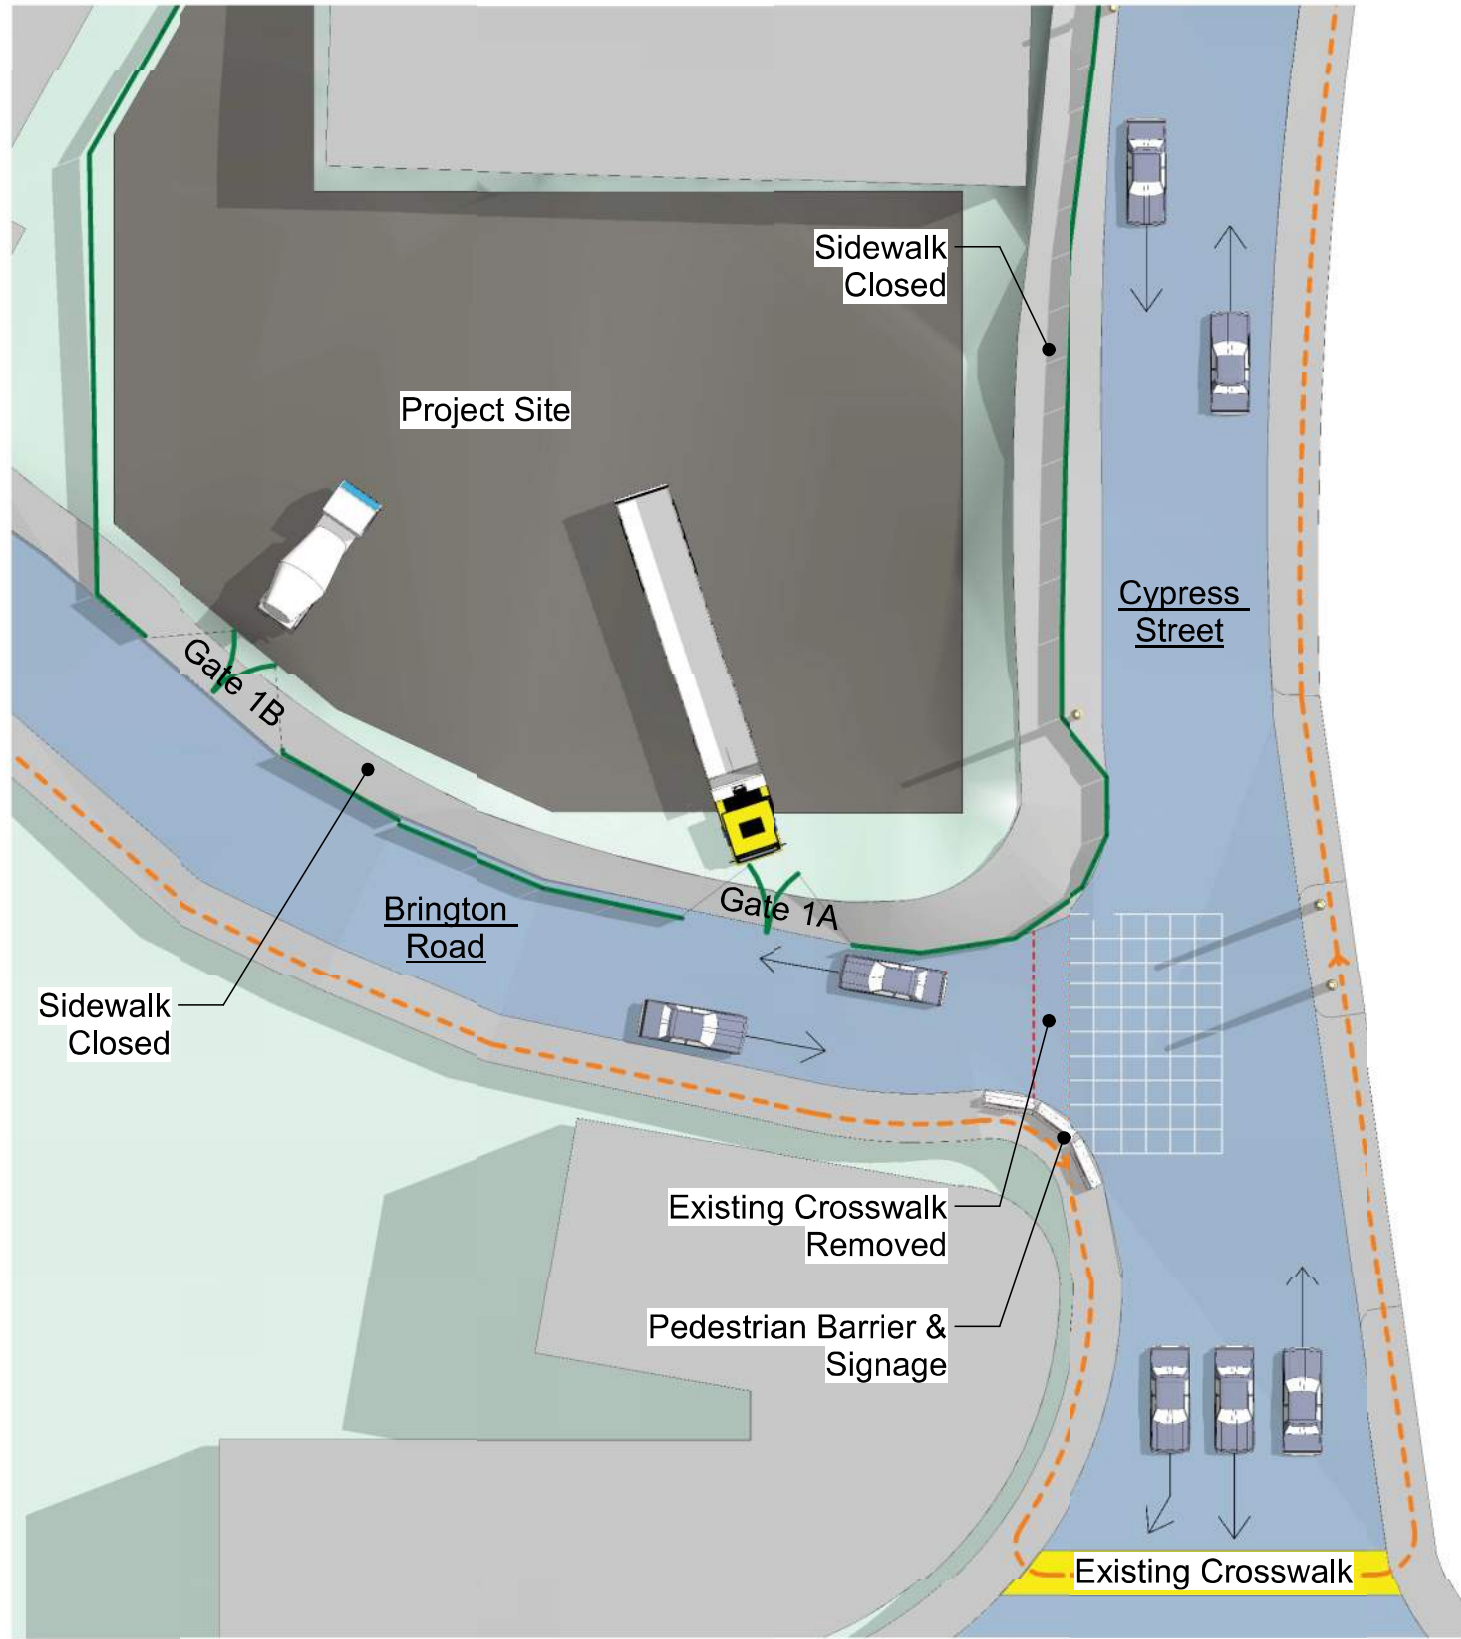 Sidewalk
Closed
Project Site
Cypress
Street
Gate 1B
Gate 1A
Brington
Road
Sidewalk
Closed
Existing Crosswalk
Removed
Pedestrian Barrier &
Signage
Existing Crosswalk